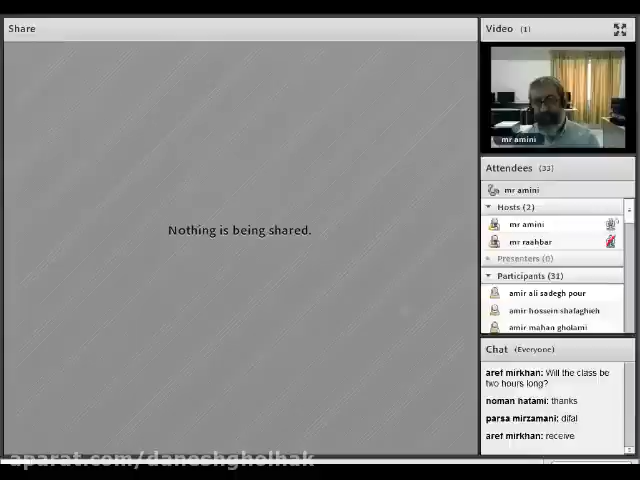 Share
Nothing is being shared.
Video (1)
mr amini
Attendees (33)
mr amini
Hosts (2)
mr amini
mr raahbar
Presenters (0)
Participants (31)
amir ali sadegh pour
amir hossein shafaghieh
amir mahan gholami
Chat (Everyone)
aref mirkhan: Will the class be
two hours long?
noman hatami: thanks
parsa mirzamani: difal
aref mirkhan: receive
aparat.com/daneshgholhak